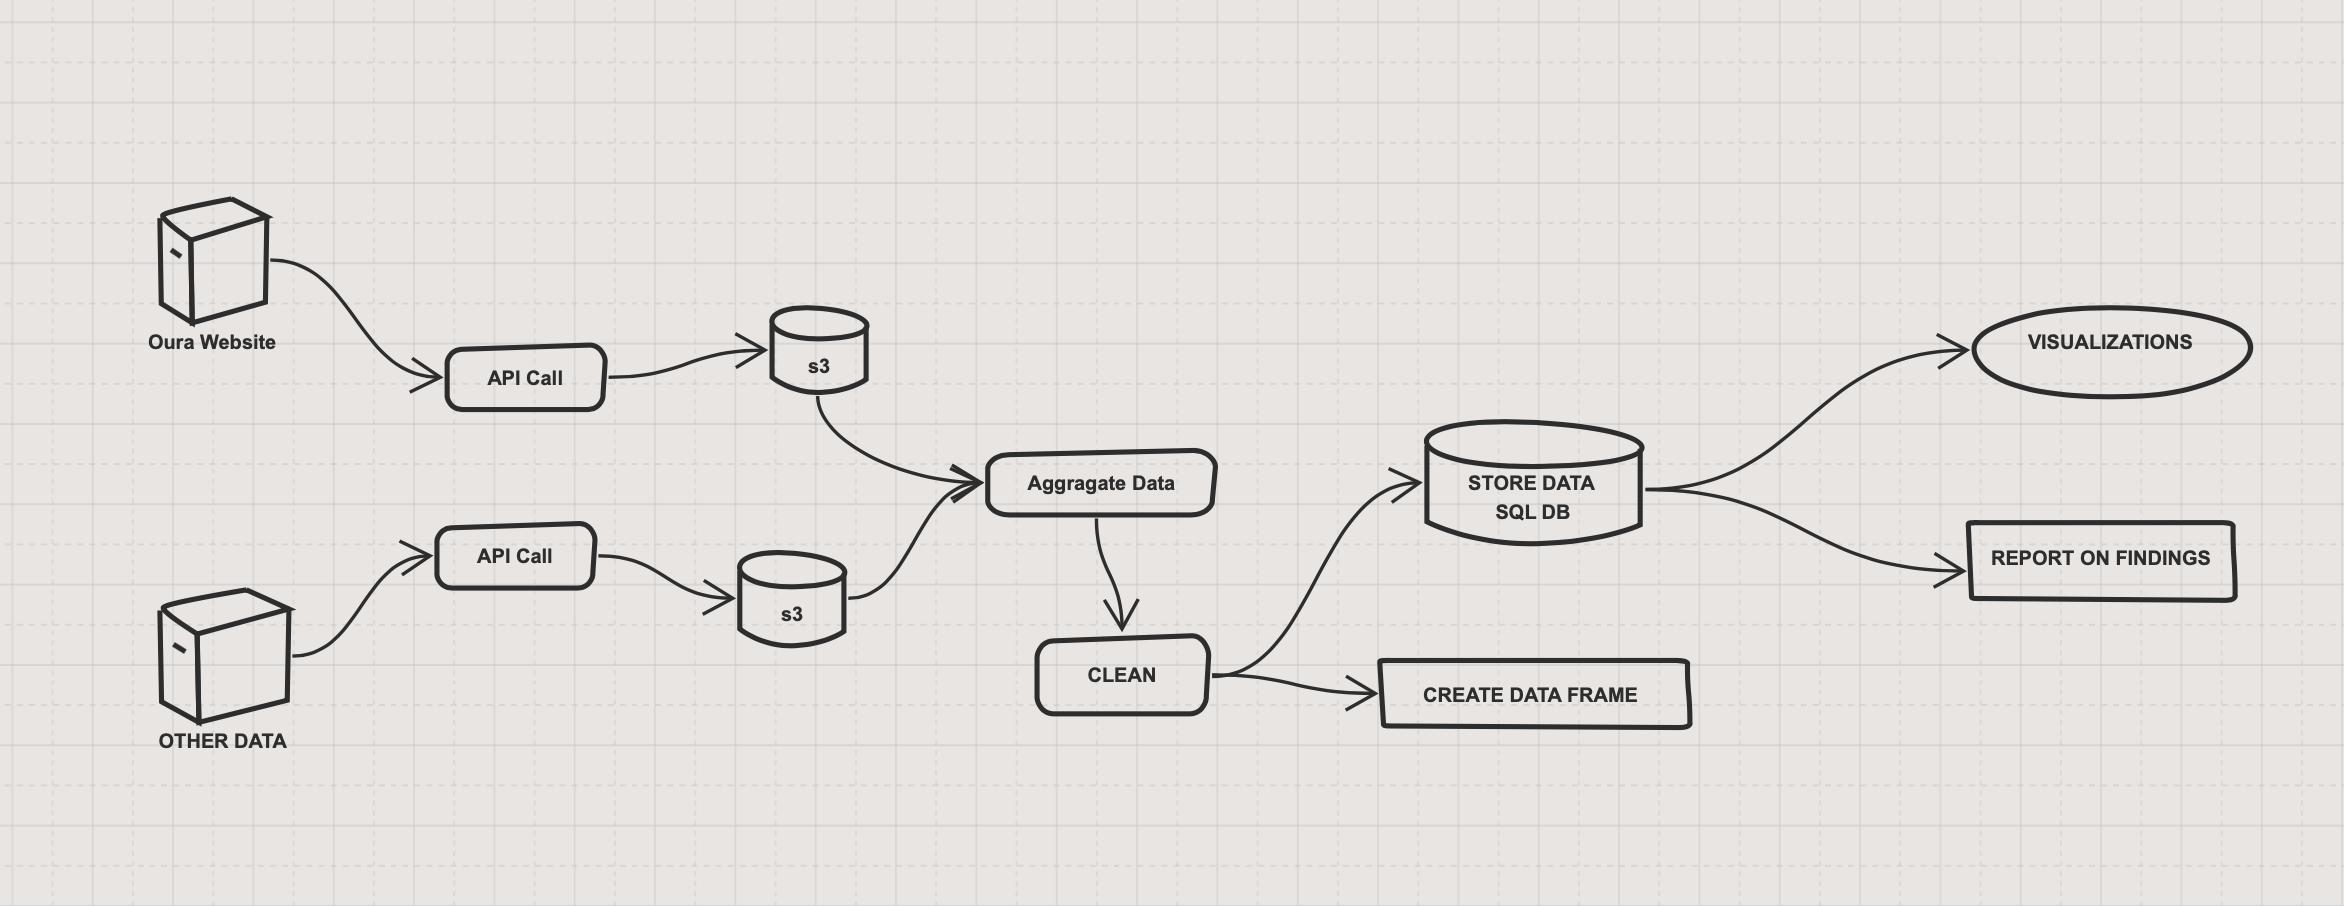 Oura Website
API Call
s3
OTHER DATA
API Call
s3
Aggragate Data
CLEAN
STORE DATA
SQL DB
CREATE DATA FRAME
VISUALIZATIONS
REPORT ON FINDINGS